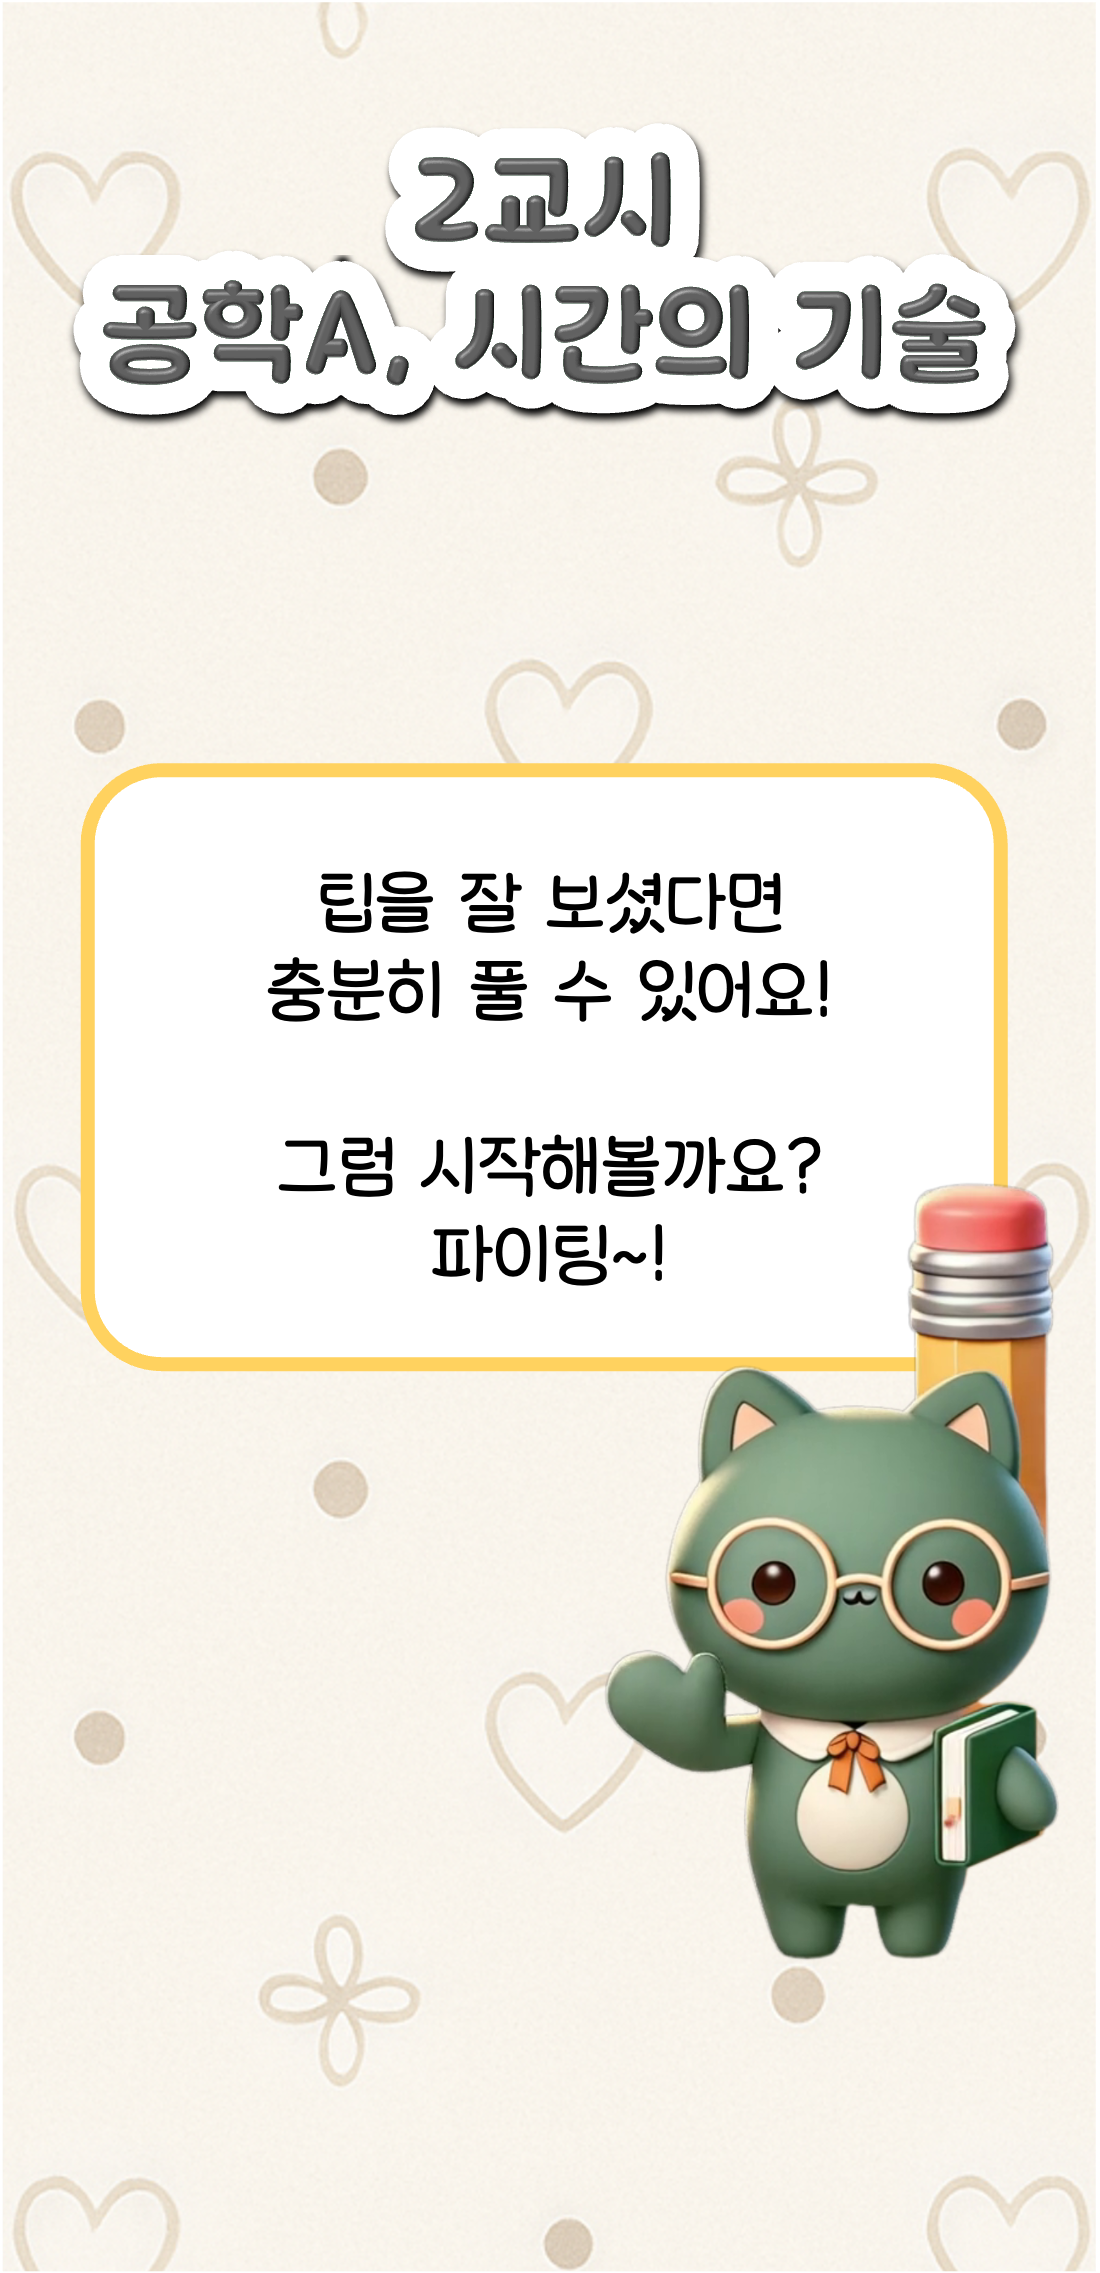 2교시
공학A, 시간의 기술
팁을 잘 보셨다면
충분히 풀 수 있어요!
그럼 시작해볼까요?
파이팅~!